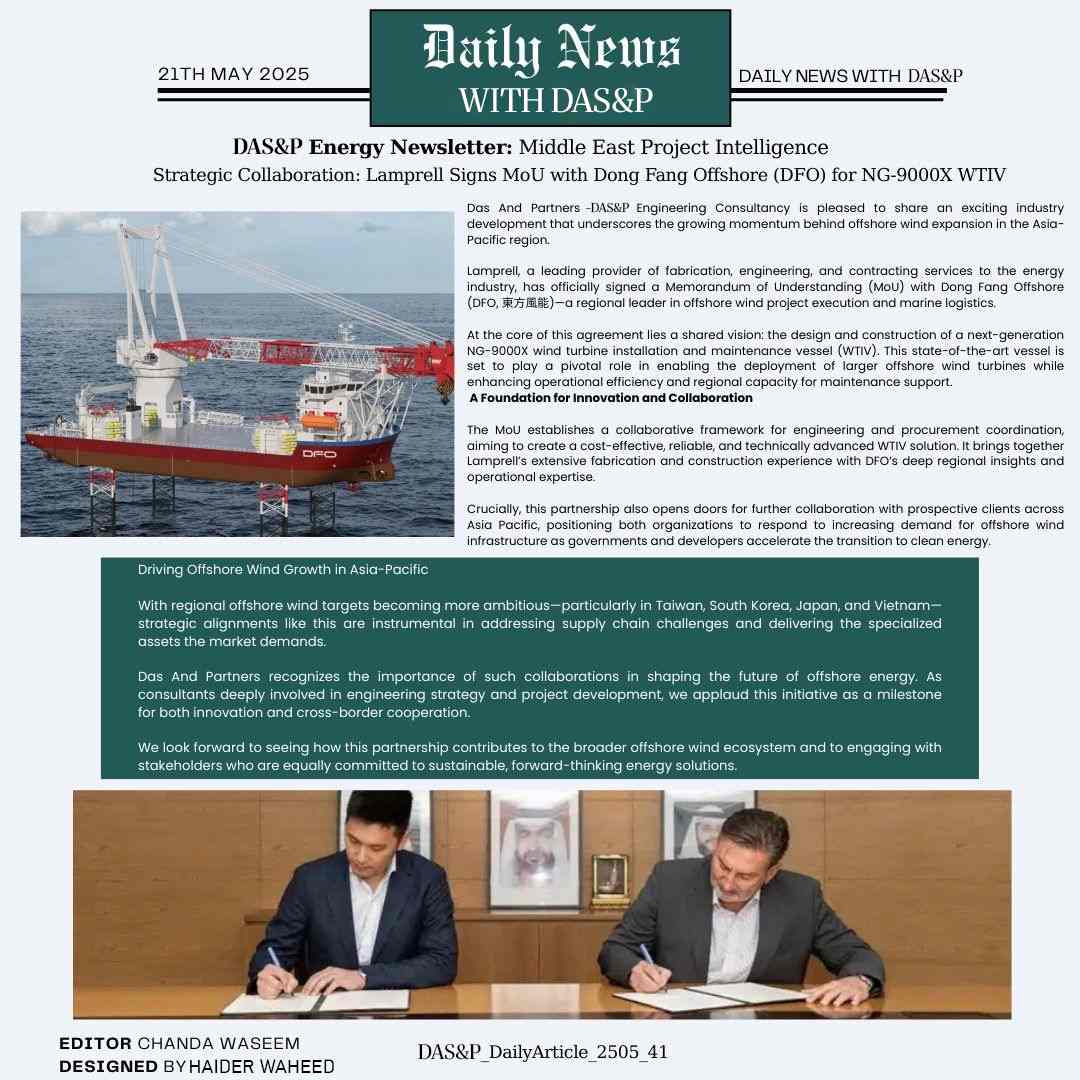 Daily News
21TH MAY 2025
WITH DAS&P
DAILY NEWS WITH DAS&P
DAS&P Energy Newsletter: Middle East Project Intelligence
Strategic Collaboration: Lamprell Signs MoU with Dong Fang Offshore (DFO) for NG-9000X WTIV
Das And Partners -DAS&P Engineering Consultancy is pleased to share an exciting industry
development that underscores the growing momentum behind offshore wind expansion in the Asia-
Pacific region.
Lamprell, a leading provider of fabrication, engineering, and contracting services to the energy
industry, has officially signed a Memorandum of Understanding (MoU) with Dong Fang Offshore
(DFO, 東方風能)—a regional leader in offshore wind project execution and marine logistics.
At the core of this agreement lies a shared vision: the design and construction of a next-generation
NG-9000X wind turbine installation and maintenance vessel (WTIV). This state-of-the-art vessel is
set to play a pivotal role in enabling the deployment of larger offshore wind turbines while
enhancing operational efficiency and regional capacity for maintenance support.
A Foundation for Innovation and Collaboration
The MoU establishes a collaborative framework for engineering and procurement coordination,
aiming to create a cost-effective, reliable, and technically advanced WTIV solution. It brings together
Lamprell's extensive fabrication and construction experience with DFO's deep regional insights and
operational expertise.
Crucially, this partnership also opens doors for further collaboration with prospective clients across
Asia Pacific, positioning both organizations to respond to increasing demand for offshore wind
infrastructure as governments and developers accelerate the transition to clean energy.
DFO
Driving Offshore Wind Growth in Asia-Pacific
With regional offshore wind targets becoming more ambitious—particularly in Taiwan, South Korea, Japan, and Vietnam—
strategic alignments like this are instrumental in addressing supply chain challenges and delivering the specialized
assets the market demands.
Das And Partners recognizes the importance of such collaborations in shaping the future of offshore energy. As
consultants deeply involved in engineering strategy and project development, we applaud this initiative as a milestone
for both innovation and cross-border cooperation.
We look forward to seeing how this partnership contributes to the broader offshore wind ecosystem and to engaging with
stakeholders who are equally committed to sustainable, forward-thinking energy solutions.
EDITOR CHANDA WASEEM
DESIGNED BY HAIDER WAHEED
DAS&P_DailyArticle_2505_41